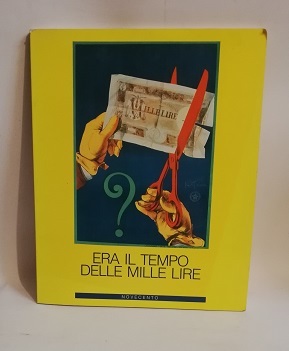 MILLE LIRE
?
ERA IL TEMPO
DELLE MILLE LIRE
NOVECENTO